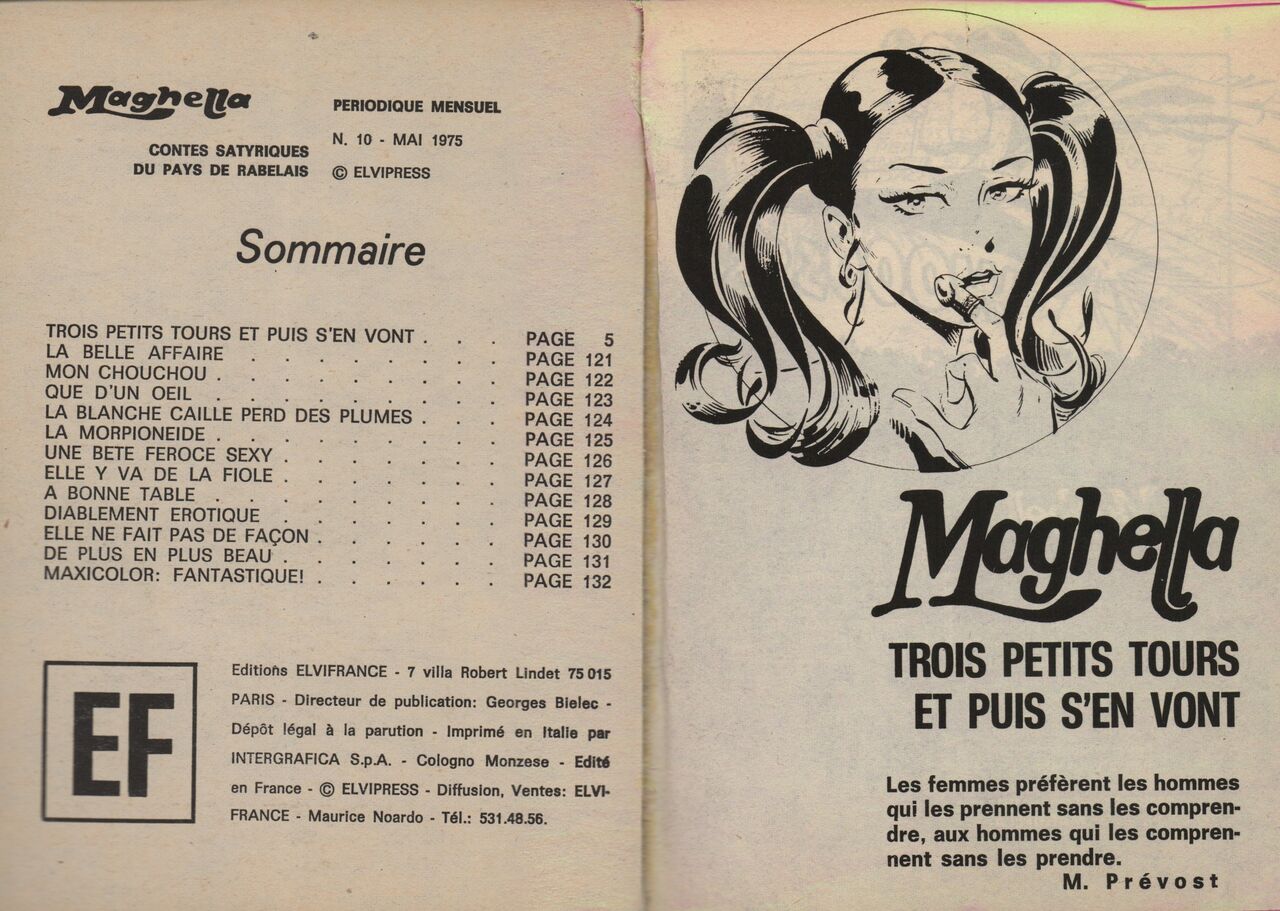 Maghella
PERIODIQUE MENSUEL
CONTES SATYRIQUES
DU PAYS DE RABELAIS
N. 10 - MAI 1975
© ELVIPRESS
Sommaire
TROIS PETITS TOURS ET PUIS S'EN VONT . . . PAGE 5
LA BELLE AFFAIRE . . . . . . . PAGE 121
MON CHOUCHOU . . . . . . . . PAGE 122
QUE D'UN OEIL . . . . . . . . PAGE 123
LA BLANCHE CAILLE PERD DES PLUMES . . . PAGE 124
LA MORPIONEIDE . . . . . . . . PAGE 125
UNE BETE FEROCE SEXY . . . . . . PAGE 126
ELLE Y VA DE LA FIOLE . . . . . . PAGE 127
A BONNE TABLE . . . . . . . . PAGE 128
DIABLEMENT EROTIQUE . . . . . . PAGE 129
ELLE NE FAIT PAS DE FAÇON . . . . . . PAGE 130
DE PLUS EN PLUS BEAU . . . . . . PAGE 131
MAXICOLOR: FANTASTIQUE! . . . . . . PAGE 132
EF
Editions ELVIFRANCE - 7 villa Robert Lindet 75 015
PARIS - Directeur de publication: Georges Bielec -
Dépôt légal à la parution - Imprimé en Italie par
INTERGRAFICA S.p.A. - Cologno Monzese - Edité
en France - © ELVIPRESS - Diffusion, Ventes: ELVI-
FRANCE - Maurice Noardo - Tél.: 531.48.56.
Maghella
TROIS PETITS TOURS
ET PUIS S'EN VONT
Les femmes préfèrent les hommes
qui les prennent sans les compren-
dre, aux hommes qui les compren-
nent sans les prendre.
M. Prévost